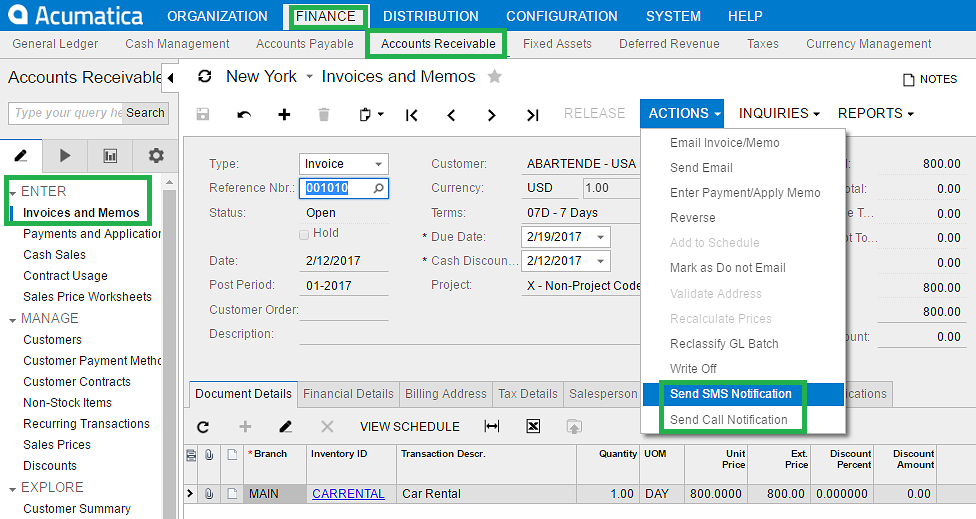 Acumatica ORGANIZATION FINANCE DISTRIBUTION CONFIGURATION SYSTEM HELP
General Ledger Cash Management Accounts Payable Accounts Receivable Fixed Assets Deferred Revenue Taxes Currency Management
Accounts Receivable
New York Invoices and Memos NOTES
Type your query he Search
RELEASE ACTIONS INQUIRIES REPORTS
ENTER
Invoices and Memos
Payments and Application
Cash Sales
Contract Usage
Sales Price Worksheets
MANAGE
Customers
Customer Payment Metho
Customer Contracts
Non-Stock Items
Recurring Transactions
Sales Prices
Discounts
EXPLORE
Customer Summary
Type: Invoice
Reference Nbr.: 001010
Status: Open
Hold
Date: 2/12/2017
Post Period: 01-2017
Customer Order:
Description:
Customer: ABARTENDE - USA
Currency: USD 1.00
Terms: 07D - 7 Days
* Due Date: 2/19/2017
* Cash Discoun... 2/12/2017
Project: X - Non-Project Code
Email Invoice/Memo
Send Email
Enter Payment/Apply Memo
Reverse
Add to Schedule
Mark as Do not Email
Validate Address
Recalculate Prices
Reclassify GL Batch
Write Off
Send SMS Notification
Send Call Notification
800.00
otal: 0.00
e T... 0.00
ot To... 0.00
0.00
800.00
800.00
ount: 0.00
Document Details Financial Details Billing Address Tax Details Salesperson ications
VIEW SCHEDULE
* Branch Inventory ID Transaction Descr. Quantity UOM Unit Price Ext. Price Discount Percent Discount Amount
MAIN CARRENTAL Car Rental 1.00 DAY 800.0000 800.00 0.000000 0.00